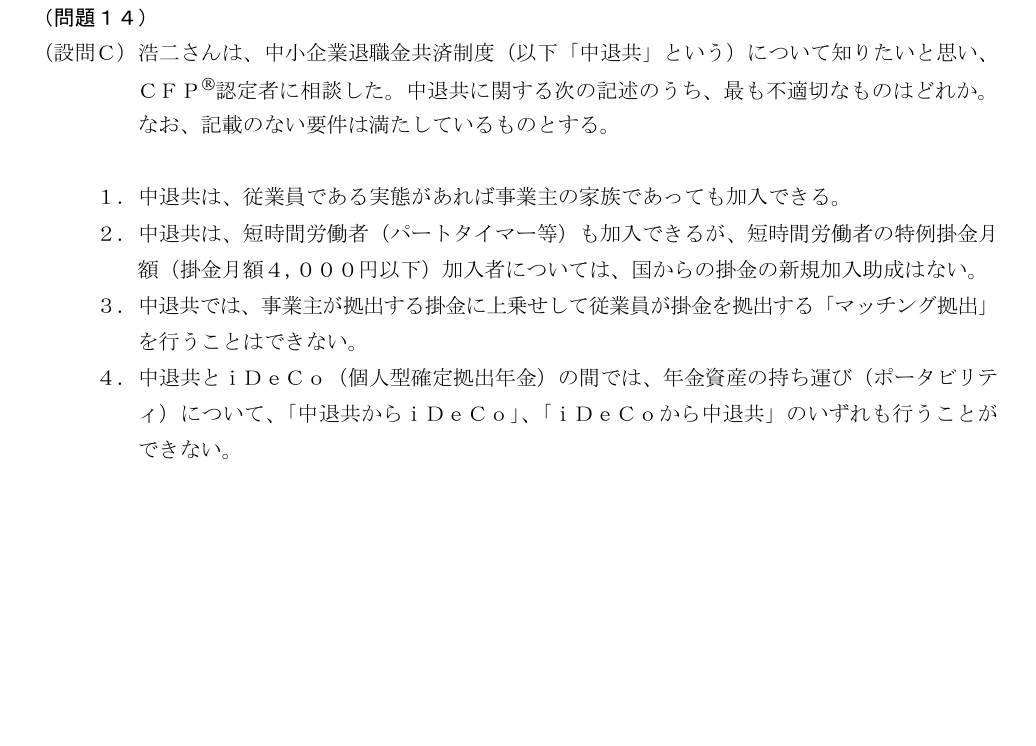 （問題１４）
（設問Ｃ）浩二さんは、中小企業退職金共済制度（以下「中退共」という）について知りたいと思い、
ＣＦＰ®認定者に相談した。中退共に関する次の記述のうち、最も不適切なものはどれか。
なお、記載のない要件は満たしているものとする。
１．中退共は、従業員である実態があれば事業主の家族であっても加入できる。
２．中退共は、短時間労働者（パートタイマー等）も加入できるが、短時間労働者の特例掛金月
額（掛金月額４,０００円以下）加入者については、国からの掛金の新規加入助成はない。
３．中退共では、事業主が拠出する掛金に上乗せして従業員が掛金を拠出する「マッチング拠出」
を行うことはできない。
４．中退共とｉＤｅＣｏ（個人型確定拠出年金）の間では、年金資産の持ち運び（ポータビリテ
ィ）について、「中退共からｉＤｅＣｏ」、「ｉＤｅＣｏから中退共」のいずれも行うことが
できない。